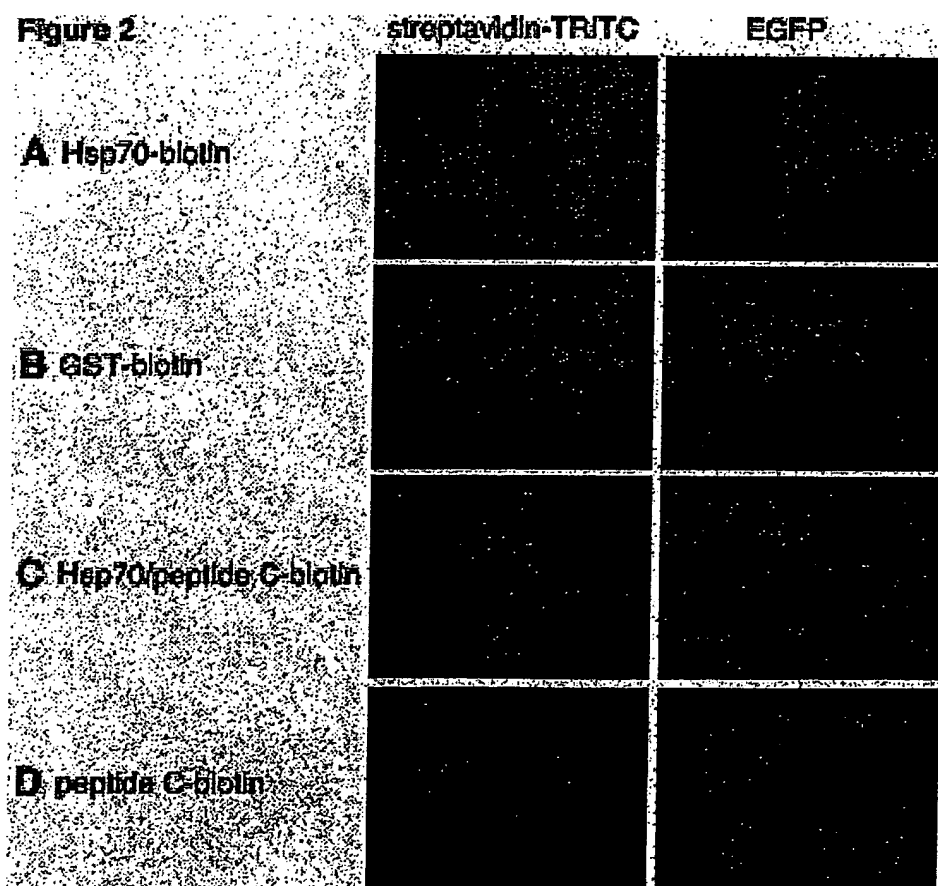 Figure 2
streptavidin-TRITC EGFP
A Hsp70-biotin
B GST-biotin
C Hsp70/peptide C-biotin
D peptide C-biotin